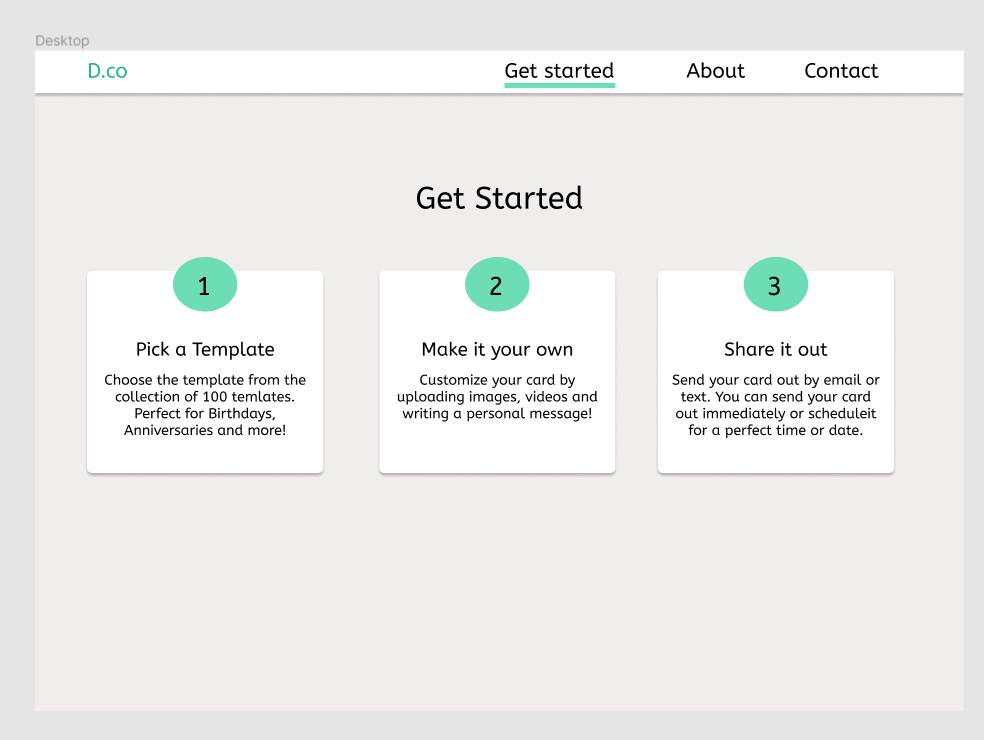 Desktop
D.co
Get started
About
Contact
Get Started
1
Pick a Template
Choose the template from the
collection of 100 temlates.
Perfect for Birthdays,
Anniversaries and more!
2
Make it your own
Customize your card by
uploading images, videos and
writing a personal message!
3
Share it out
Send your card out by email or
text. You can send your card
out immediately or scheduleit
for a perfect time or date.